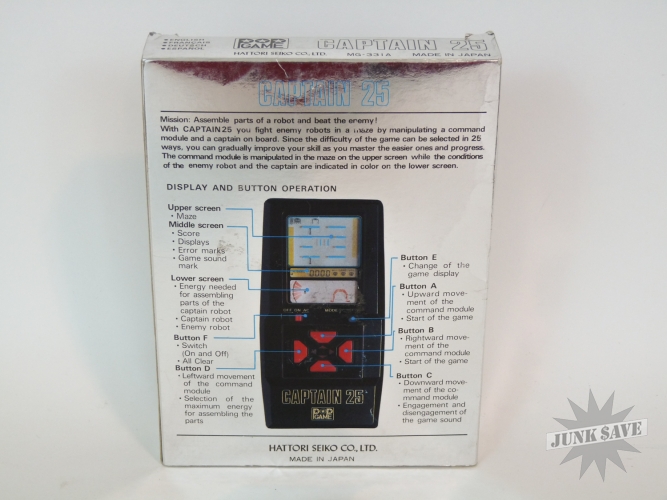 • ENGLISH
• FRANÇAIS
• DEUTSCH
• ESPAÑOL
POP
GAME
CAPTAIN 25
HATTORI SEIKO CO., LTD. MG-331A MADE IN JAPAN
CAPTAIN 25
Mission: Assemble parts of a robot and beat the enemy!
With CAPTAIN 25 you fight enemy robots in a maze by manipulating a command
module and a captain on board. Since the difficulty of the game can be selected in 25
ways, you can gradually improve your skill as you master the easier ones and progress.
The command module is manipulated in the maze on the upper screen while the conditions
of the enemy robot and the captain are indicated in color on the lower screen.
DISPLAY AND BUTTON OPERATION
Upper screen
• Maze
Middle screen
• Score
• Displays
• Error marks
• Game sound
mark
Lower screen
• Energy needed
for assembling
parts of the
captain robot
• Captain robot
• Enemy robot
Button F
• Switch
(On and Off)
• All Clear
Button D
• Leftward movement
of the command
module
• Selection of the
maximum energy
for assembling the
parts
Button E
• Change of the
game display
Button A
• Upward move-
ment of the
command module
• Start of the game
Button B
• Rightward move-
ment of the
command module
• Start of the game
Button C
• Downward move-
ment of the co-
mmand module
• Engagement and
disengagement of
the game sound
OFF ON AC MODE
CAPTAIN 25
POP
GAME
HATTORI SEIKO CO., LTD.
MADE IN JAPAN
JUNK SAVE